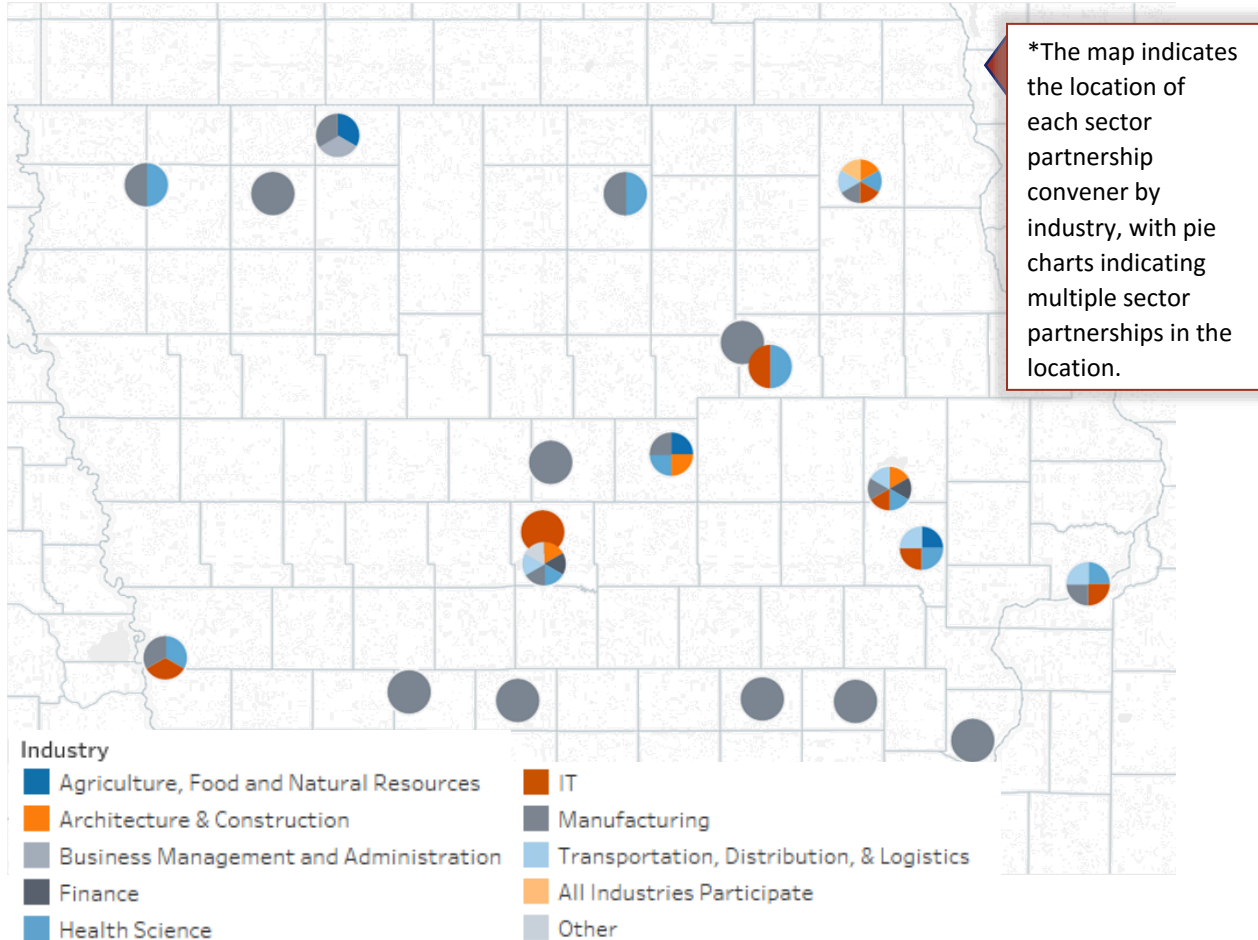 *The map indicates
the location of
each sector
partnership
convener by
industry, with pie
charts indicating
multiple sector
partnerships in the
location.
Industry
Agriculture, Food and Natural Resources
Architecture & Construction
Business Management and Administration
Finance
Health Science
IT
Manufacturing
Transportation, Distribution, & Logistics
All Industries Participate
Other